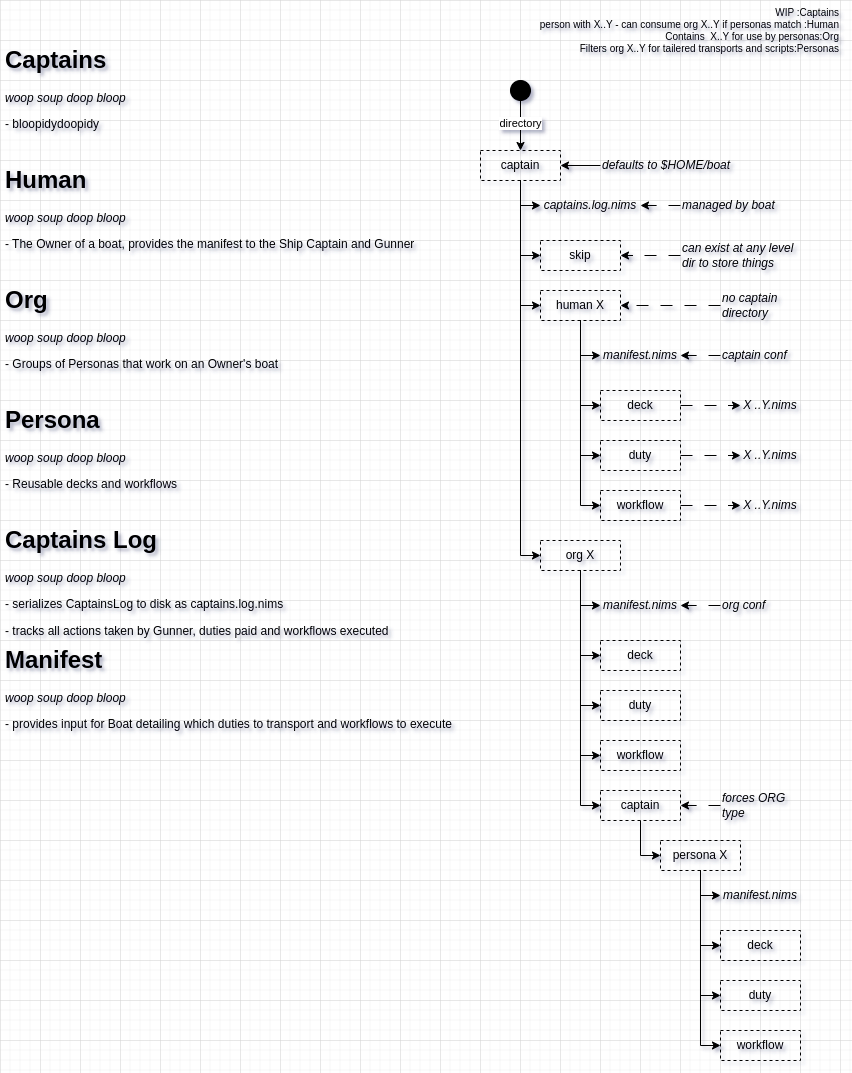 WIP :Captains
person with X..Y - can consume org X..Y if personas match :Human
Contains  X..Y for use by personas:Org
Filters org X..Y for tailered transports and scripts:Personas
Captains
woop soup doop bloop
- bloopidydoopidy
Human
woop soup doop bloop
- The Owner of a boat, provides the manifest to the Ship Captain and Gunner
Org
woop soup doop bloop
- Groups of Personas that work on an Owner's boat
Persona
woop soup doop bloop
- Reusable decks and workflows
Captains Log
woop soup doop bloop
- serializes CaptainsLog to disk as captains.log.nims
- tracks all actions taken by Gunner, duties paid and workflows executed
Manifest
woop soup doop bloop
- provides input for Boat detailing which duties to transport and workflows to execute
directory
captain
defaults to $HOME/boat
captains.log.nims
managed by boat
skip
can exist at any level
dir to store things
human X
no captain
directory
manifest.nims
captain conf
deck
X ..Y.nims
duty
X ..Y.nims
workflow
X ..Y.nims
org X
manifest.nims
org conf
deck
duty
workflow
captain
forces ORG
type
persona X
manifest.nims
deck
duty
workflow